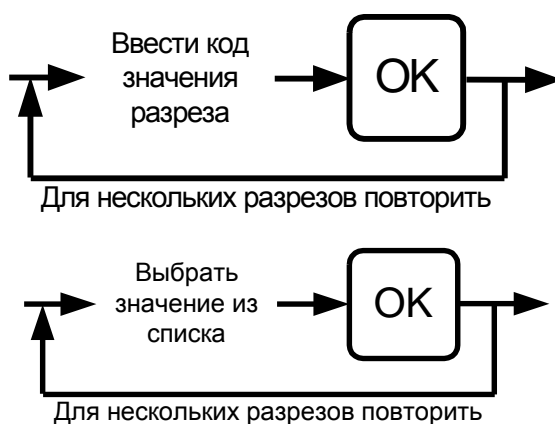 Ввести код
значения
разреза
OK
Для нескольких разрезов повторить
Выбрать
значение из
списка
OK
Для нескольких разрезов повторить